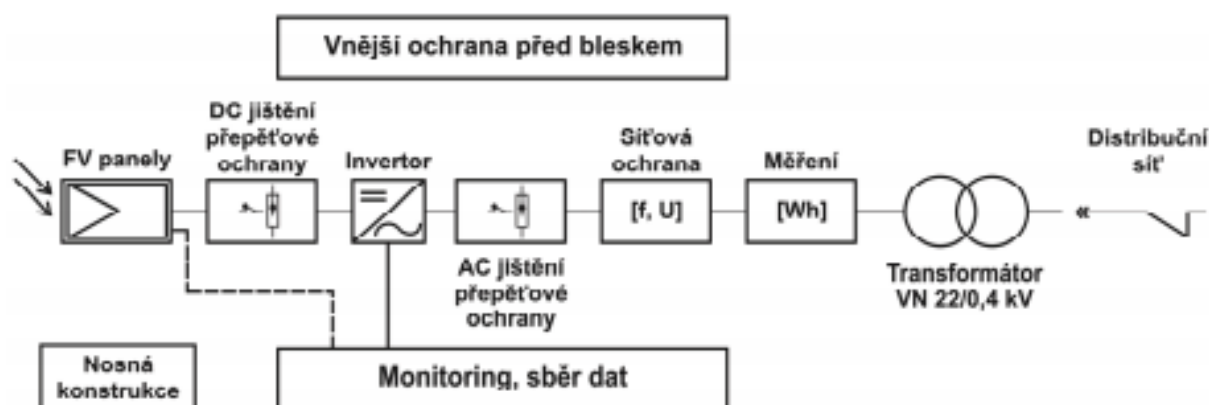 Vnější ochrana před bleskem
DC jištění
přepěťové
ochrany
FV panely
Invertor
Síťová
ochrana
Měření
Distribuční
síť
[f, U]
[Wh]
AC jištění
přepěťové
ochrany
Transformátor
VN 22/0,4 kV
Nosná
konstrukce
Monitoring, sběr dat